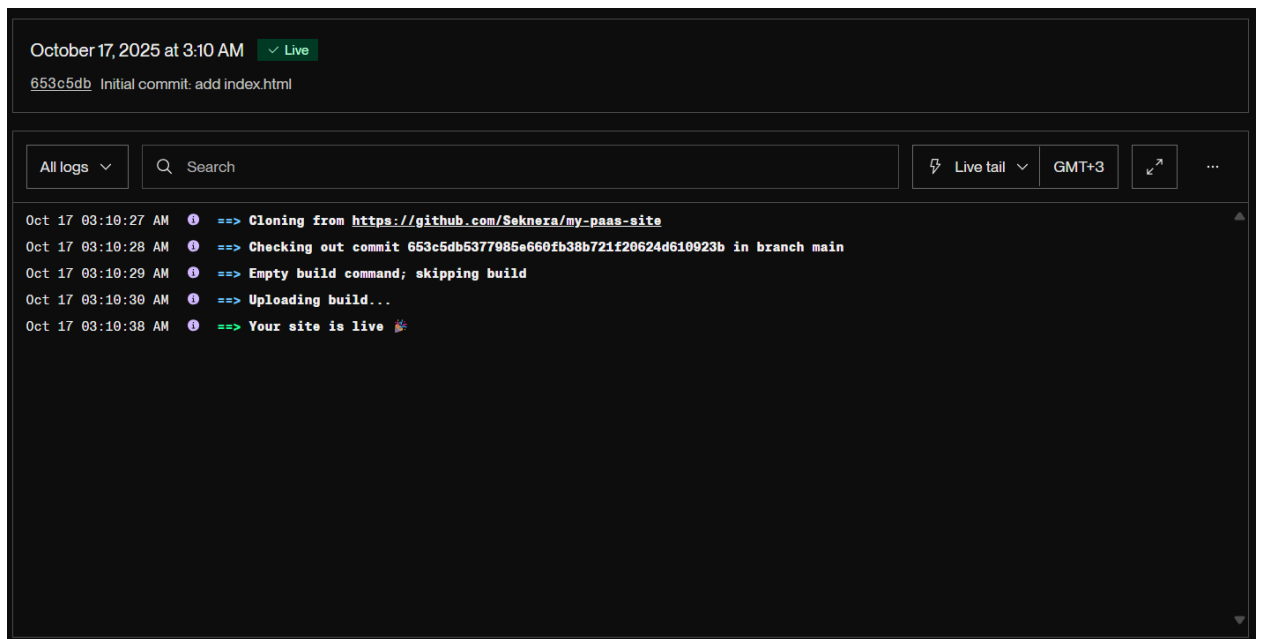 October 17, 2025 at 3:10 AM Live
653c5db Initial commit: add index.html
All logs Search Live tail GMT+3 ...
Oct 17 03:10:27 AM i ==> Cloning from https://github.com/Seknera/my-paas-site
Oct 17 03:10:28 AM i ==> Checking out commit 653c5db5377985e660fb38b721f20624d610923b in branch main
Oct 17 03:10:29 AM i ==> Empty build command; skipping build
Oct 17 03:10:30 AM i ==> Uploading build...
Oct 17 03:10:38 AM i ==> Your site is live 🎉